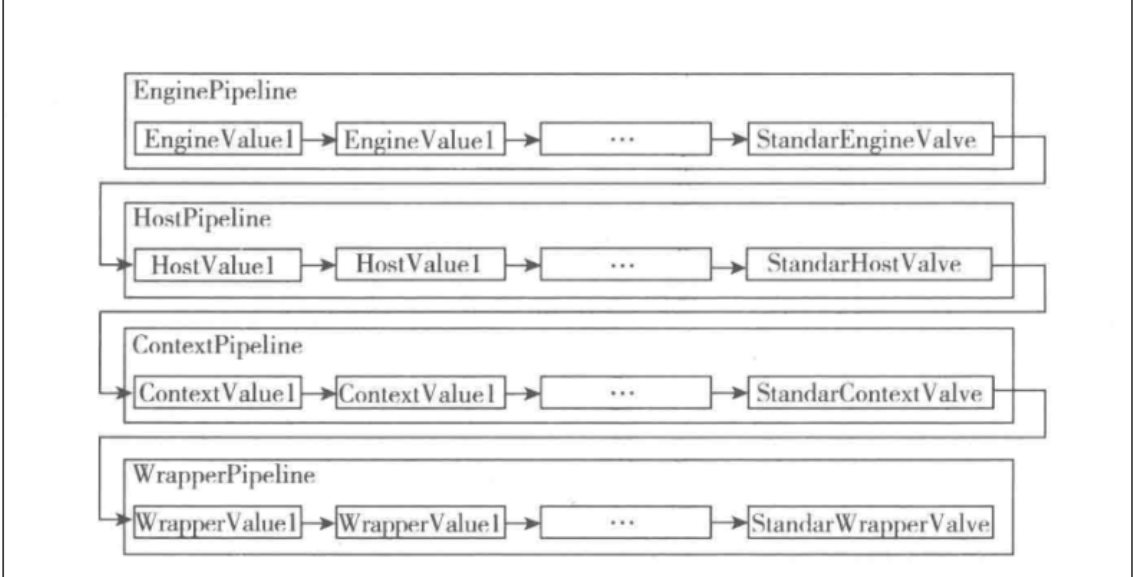 EnginePipeline
EngineValue1 EngineValue1 ... StandarEngineValve
HostPipeline
HostValue1 HostValue1 ... StandarHostValve
ContextPipeline
ContextValue1 ContextValue1 ... StandarContextValve
WrapperPipeline
WrapperValue1 WrapperValue1 ... StandarWrapperValve